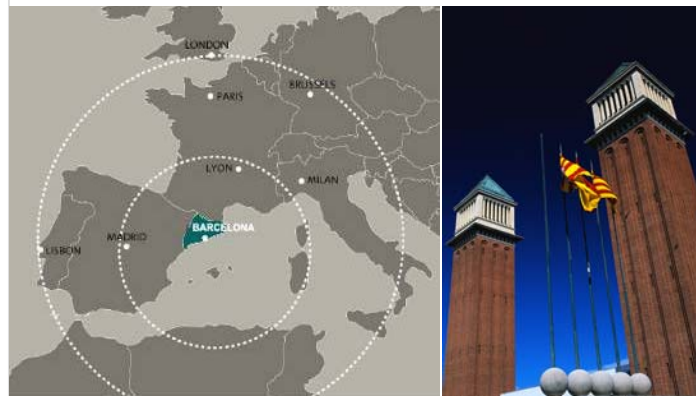 LONDON
BRUSSELS
PARIS
LYON
MILAN
BARCELONA
MADRID
LISBON